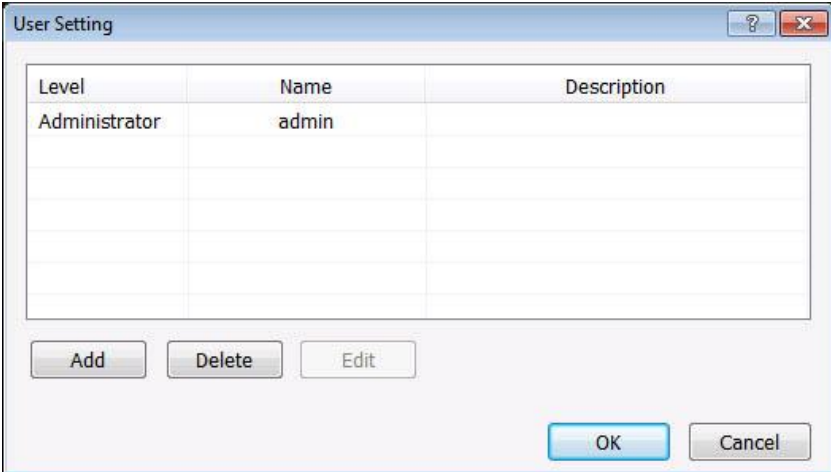 User Setting
Level Name Description
Administrator admin
Add Delete Edit
OK Cancel